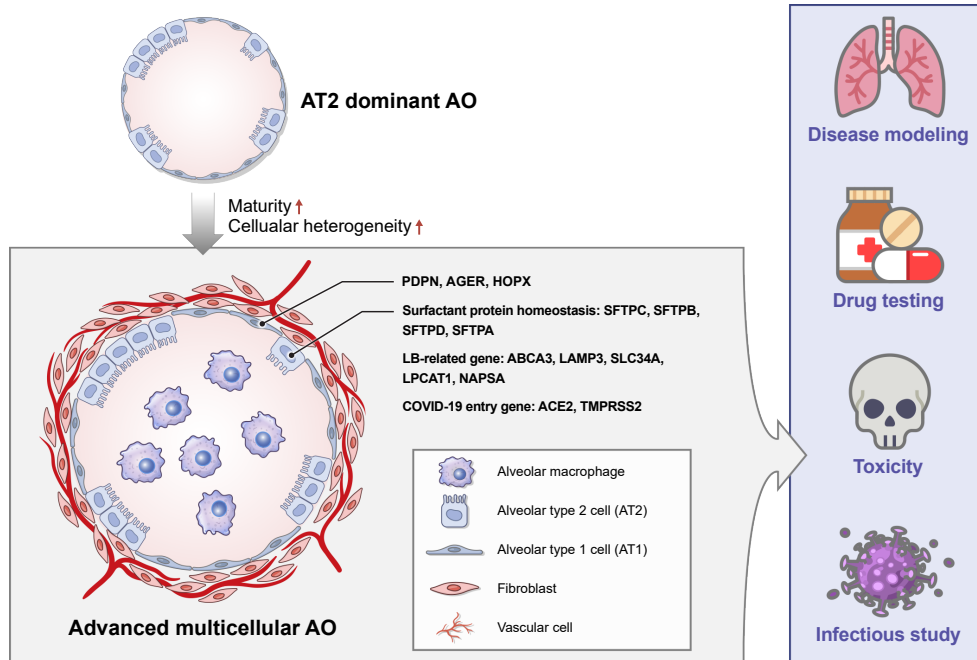 AT2 dominant AO
Maturity ↑
Cellualar heterogeneity ↑
PDPN, AGER, HOPX
Surfactant protein homeostasis: SFTPC, SFTPB,
SFTPD, SFTPA
LB-related gene: ABCA3, LAMP3, SLC34A,
LPCAT1, NAPSA
COVID-19 entry gene: ACE2, TMPRSS2
Alveolar macrophage
Alveolar type 2 cell (AT2)
Alveolar type 1 cell (AT1)
Fibroblast
Vascular cell
Advanced multicellular AO
Disease modeling
Drug testing
Toxicity
Infectious study